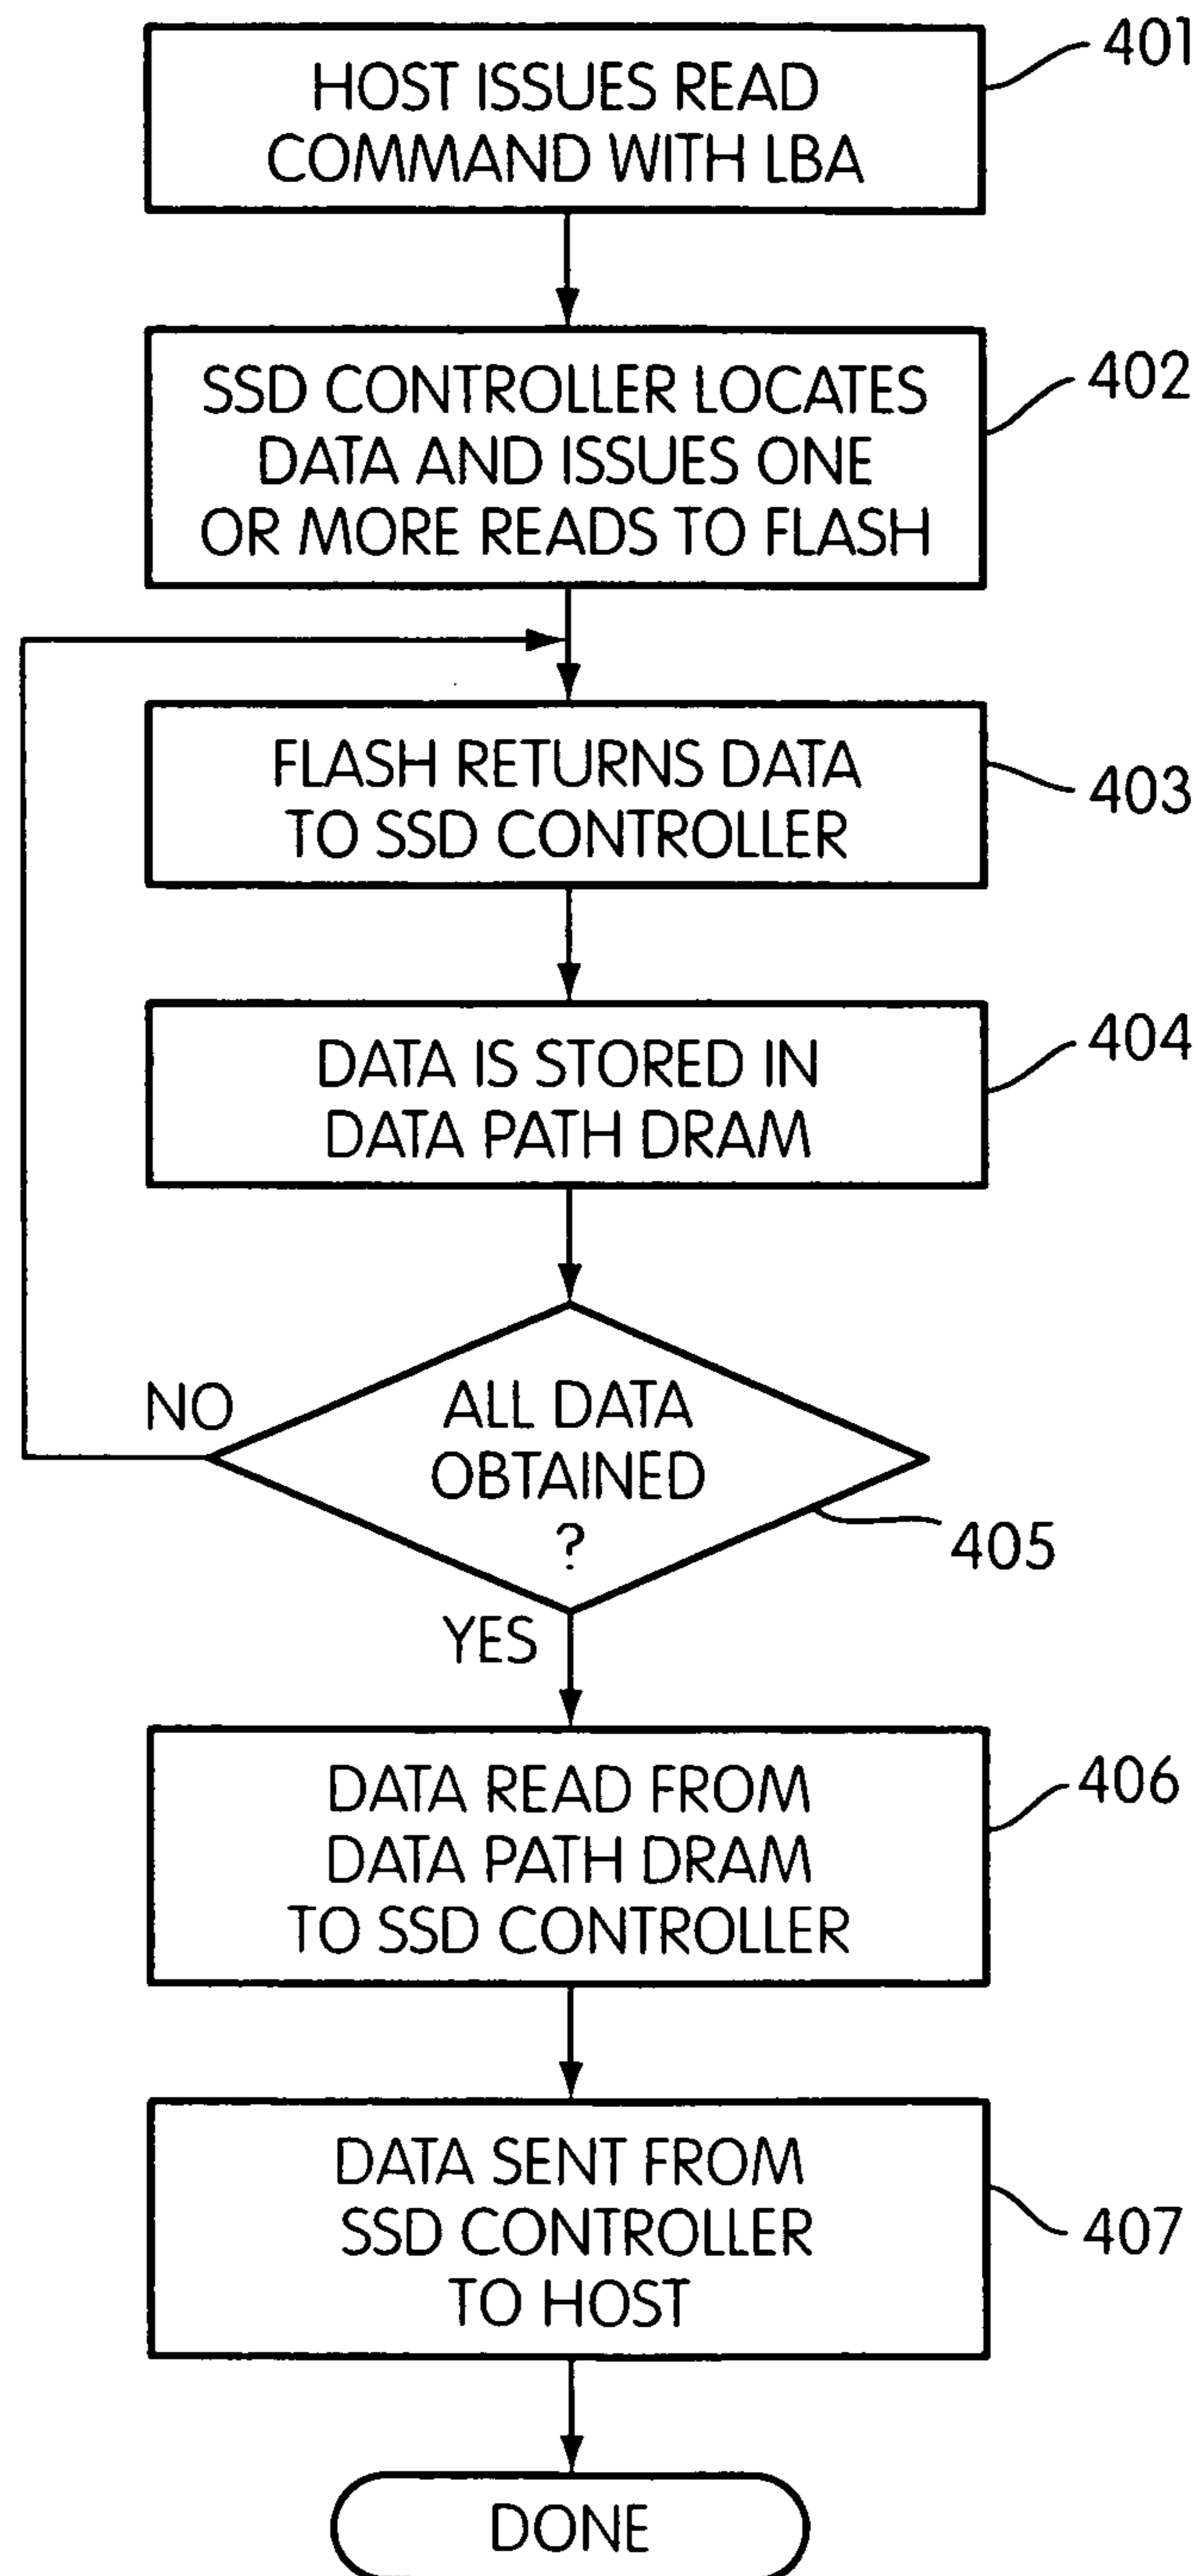 HOST ISSUES READ
COMMAND WITH LBA
401
SSD CONTROLLER LOCATES
DATA AND ISSUES ONE
OR MORE READS TO FLASH
402
FLASH RETURNS DATA
TO SSD CONTROLLER
403
DATA IS STORED IN
DATA PATH DRAM
404
ALL DATA
OBTAINED
?
405
NO
YES
DATA READ FROM
DATA PATH DRAM
TO SSD CONTROLLER
406
DATA SENT FROM
SSD CONTROLLER
TO HOST
407
DONE